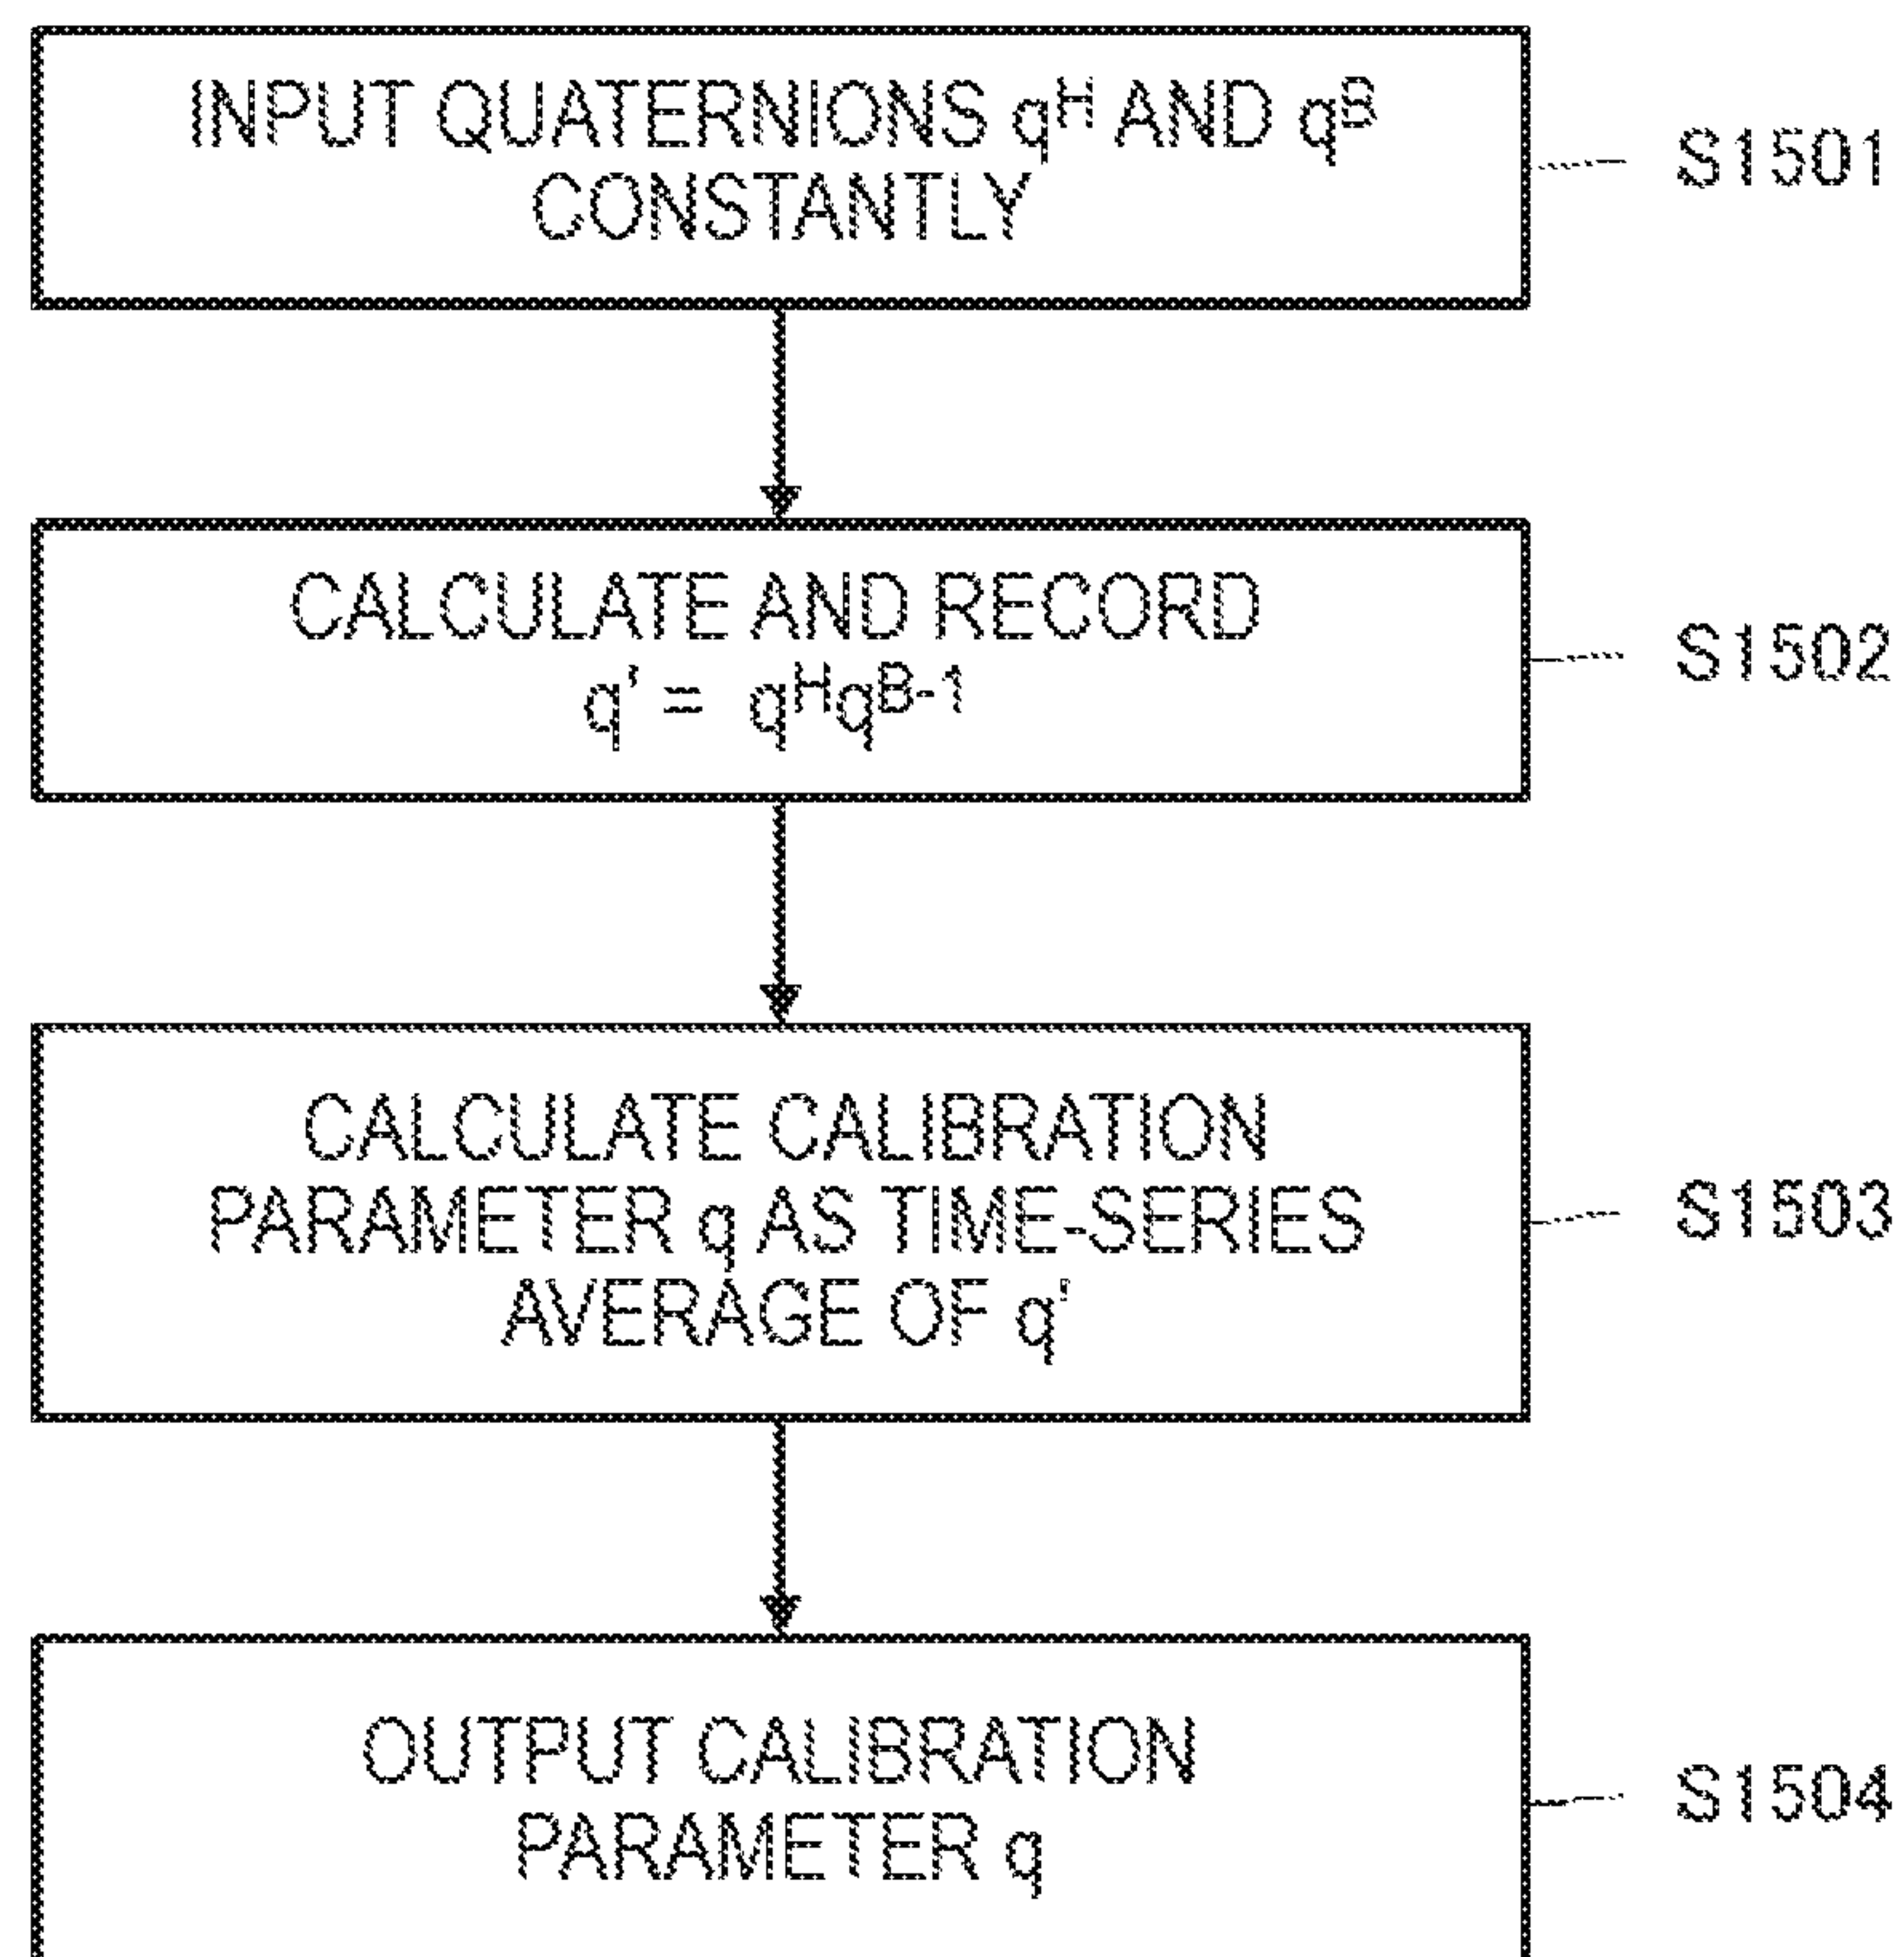 INPUT QUATERNIONS qᴴ AND qᴮ
CONSTANTLY
S1501
CALCULATE AND RECORD
q' = qᴴqᴮ⁻¹
S1502
CALCULATE CALIBRATION
PARAMETER q AS TIME-SERIES
AVERAGE OF q'
S1503
OUTPUT CALIBRATION
PARAMETER q
S1504